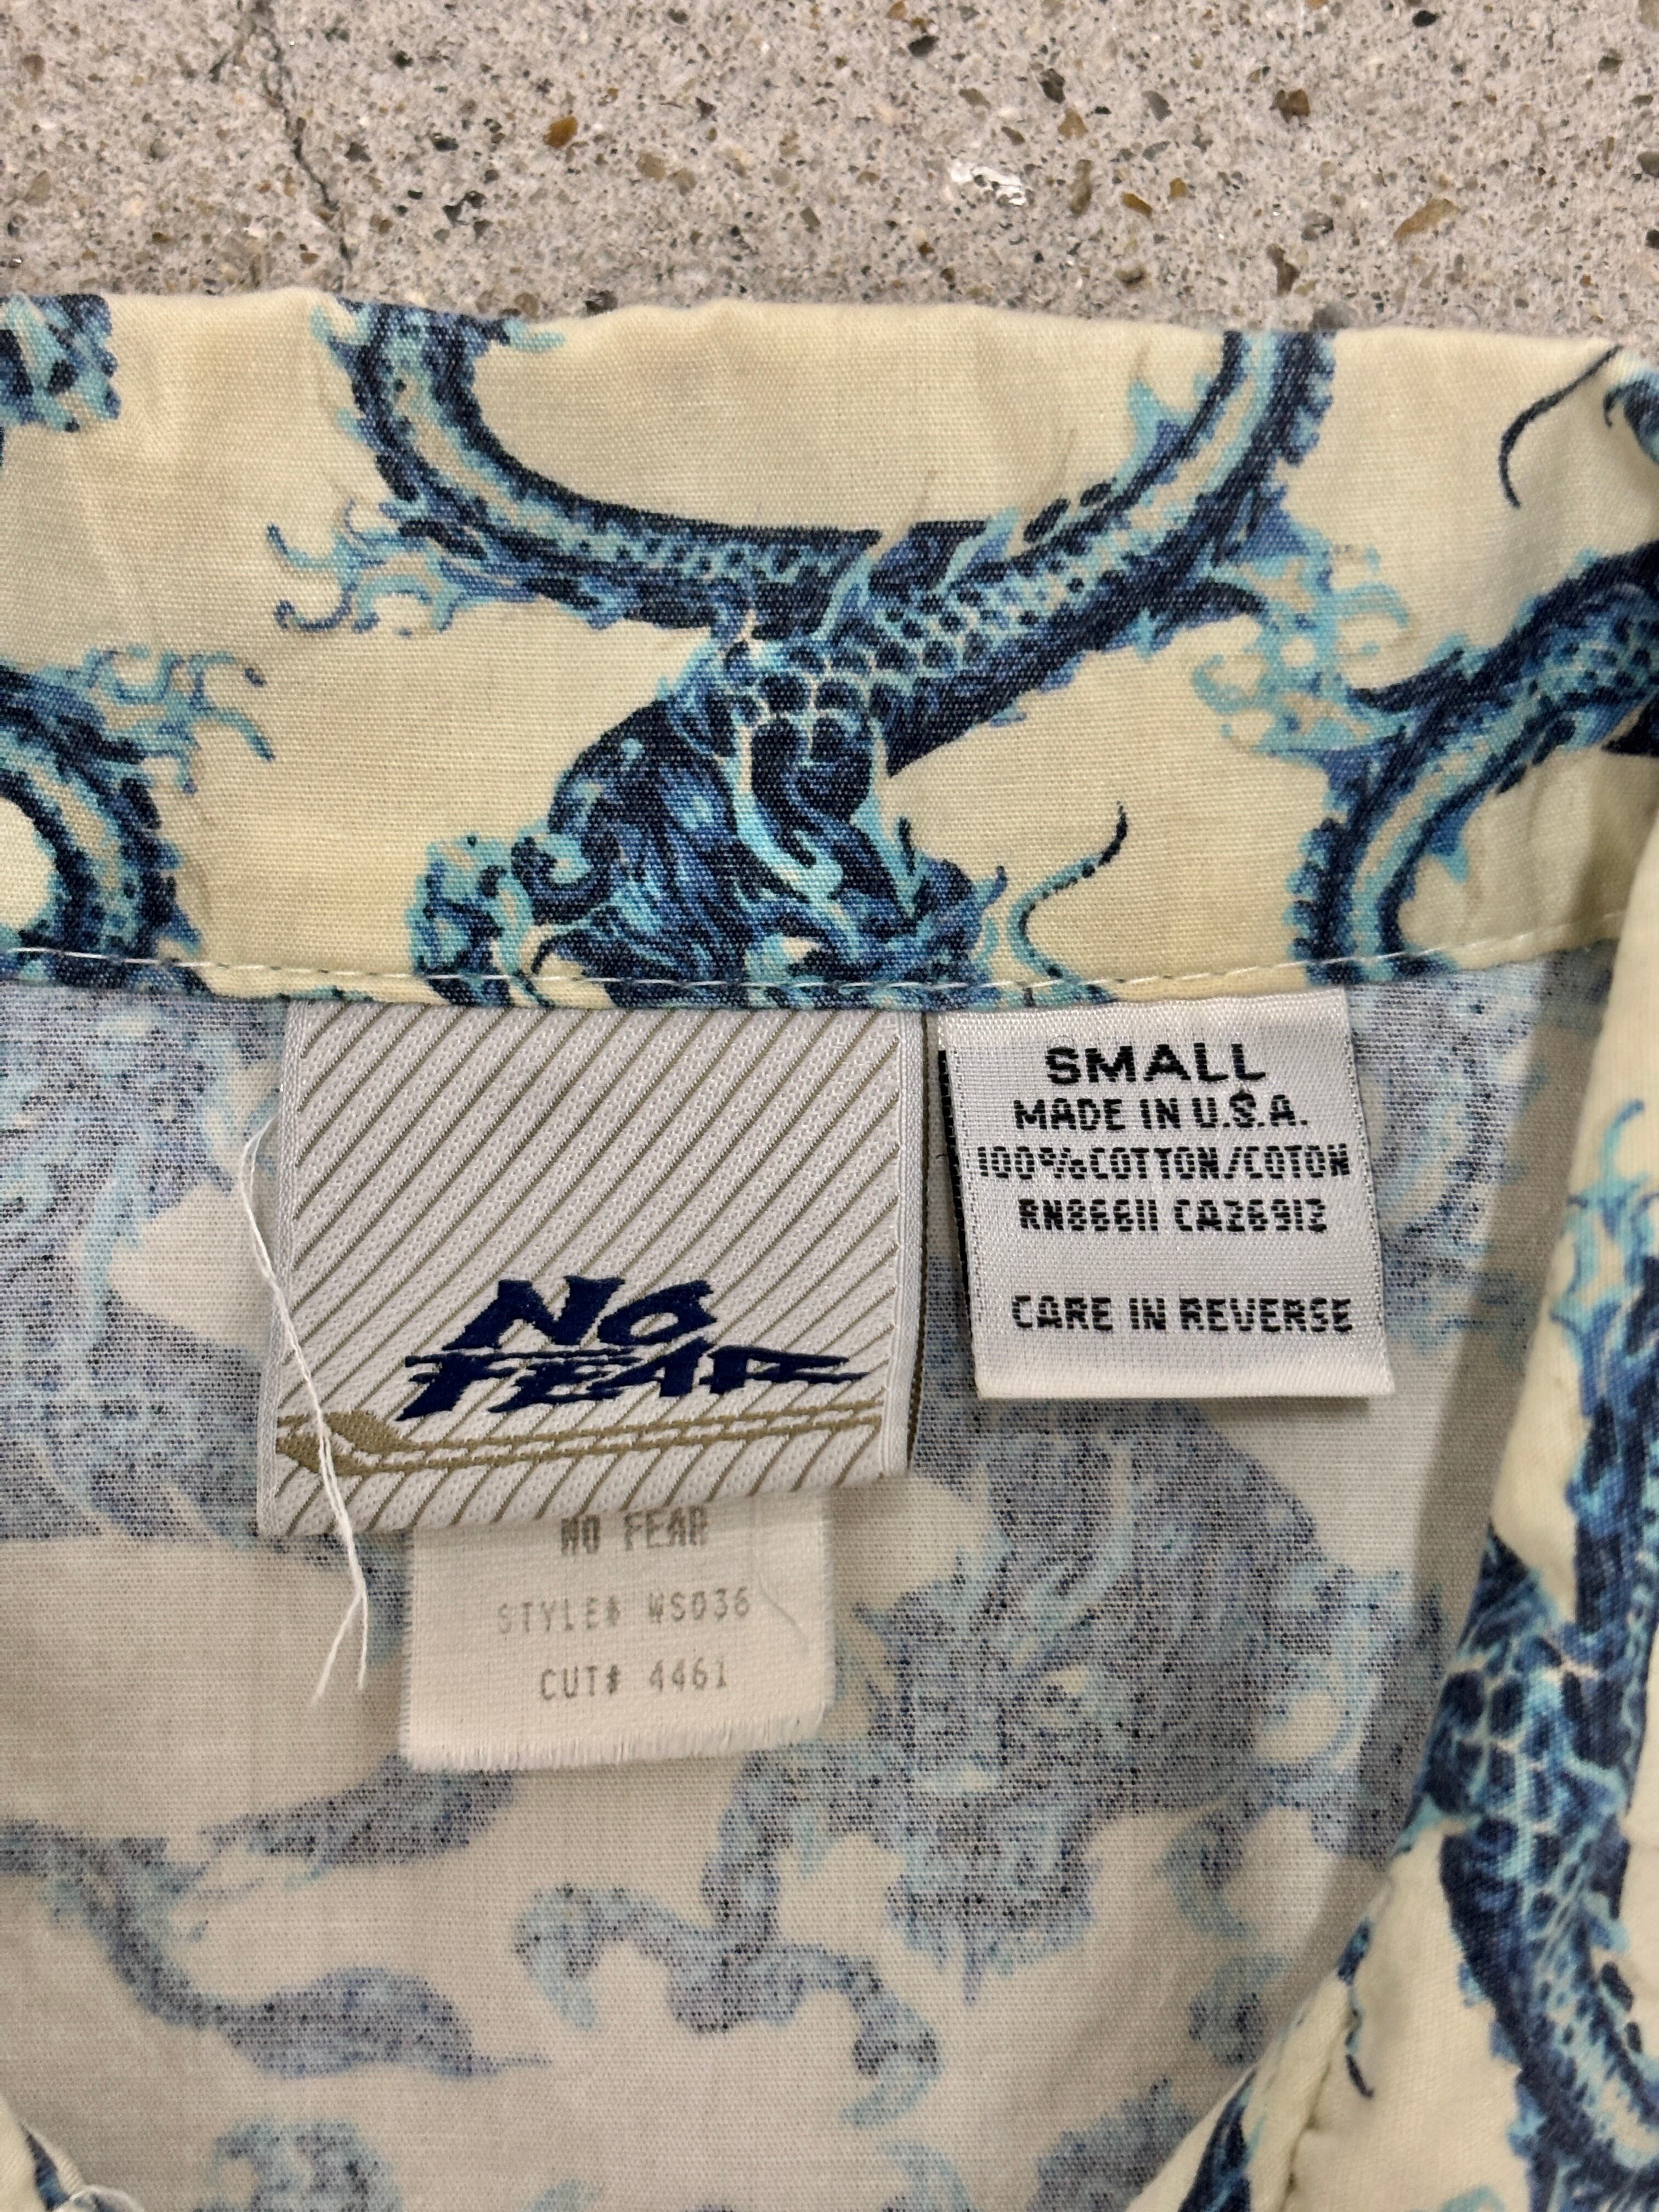 SMALL
MADE IN U.S.A.
100% COTTON/COTON
RN86611 CA26912
CARE IN REVERSE
NO
FEAR
NO FEAR
STYLE# WS036
CUT# 4461